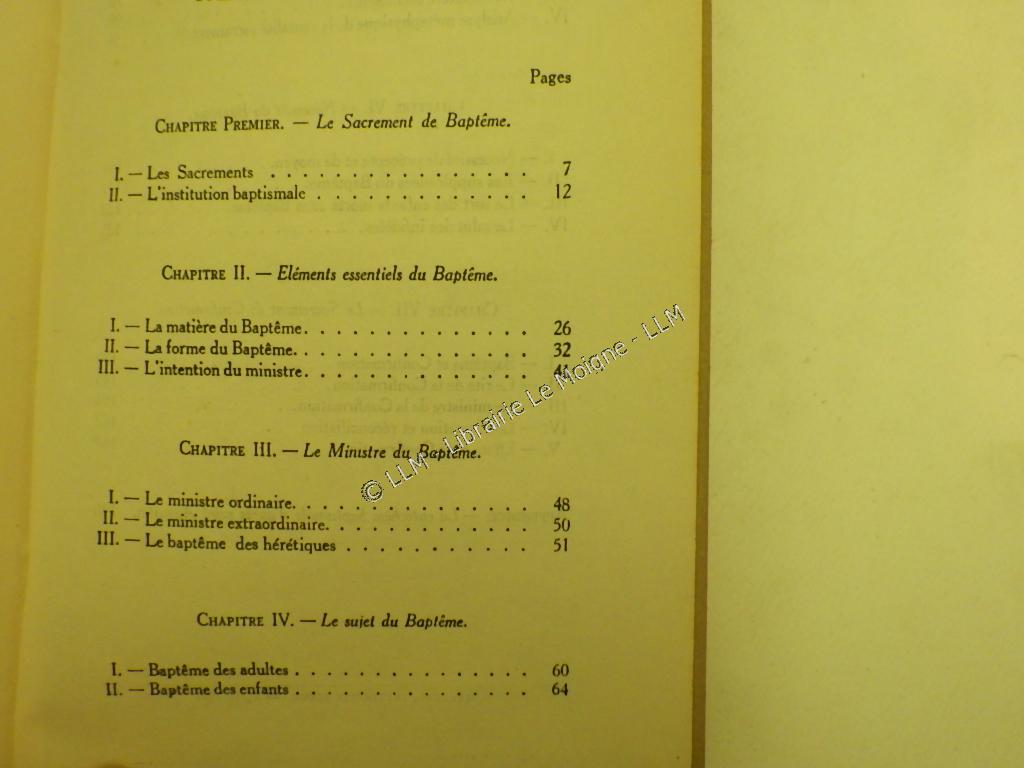 Pages
CHAPITRE PREMIER. — Le Sacrement de Baptême.
I. — Les Sacrements . . . . . . . . . . . . . . . 7
II. — L'institution baptismale . . . . . . . . . . . . . 12
CHAPITRE II. — Eléments essentiels du Baptême.
I. — La matière du Baptême. . . . . . . . . . . . . . 26
II. — La forme du Baptême. . . . . . . . . . . . . . 32
III. — L'intention du ministre. . . . . . . . . . . . . .
CHAPITRE III. — Le Ministre du Baptême.
I. — Le ministre ordinaire. . . . . . . . . . . . . . 48
II. — Le ministre extraordinaire. . . . . . . . . . . . 50
III. — Le baptême des hérétiques . . . . . . . . . . . 51
CHAPITRE IV. — Le sujet du Baptême.
I. — Baptême des adultes . . . . . . . . . . . . . . 60
II. — Baptême des enfants . . . . . . . . . . . . . . 64
© LLM - Librairie Le Moigne - LLM